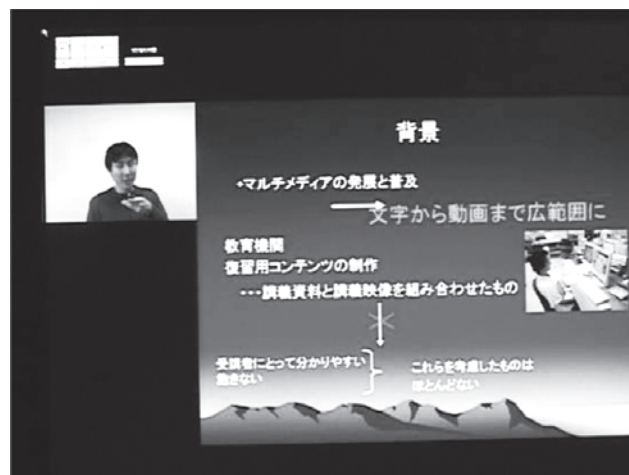 背景
・マルチメディアの発展と普及
文字から動画まで広範囲に
教育機関
復習用コンテンツの制作
・・・講義資料と講義映像を組み合わせたもの
受講者にとって分かりやすい
飽きない
これらを考慮したものは
ほとんどない